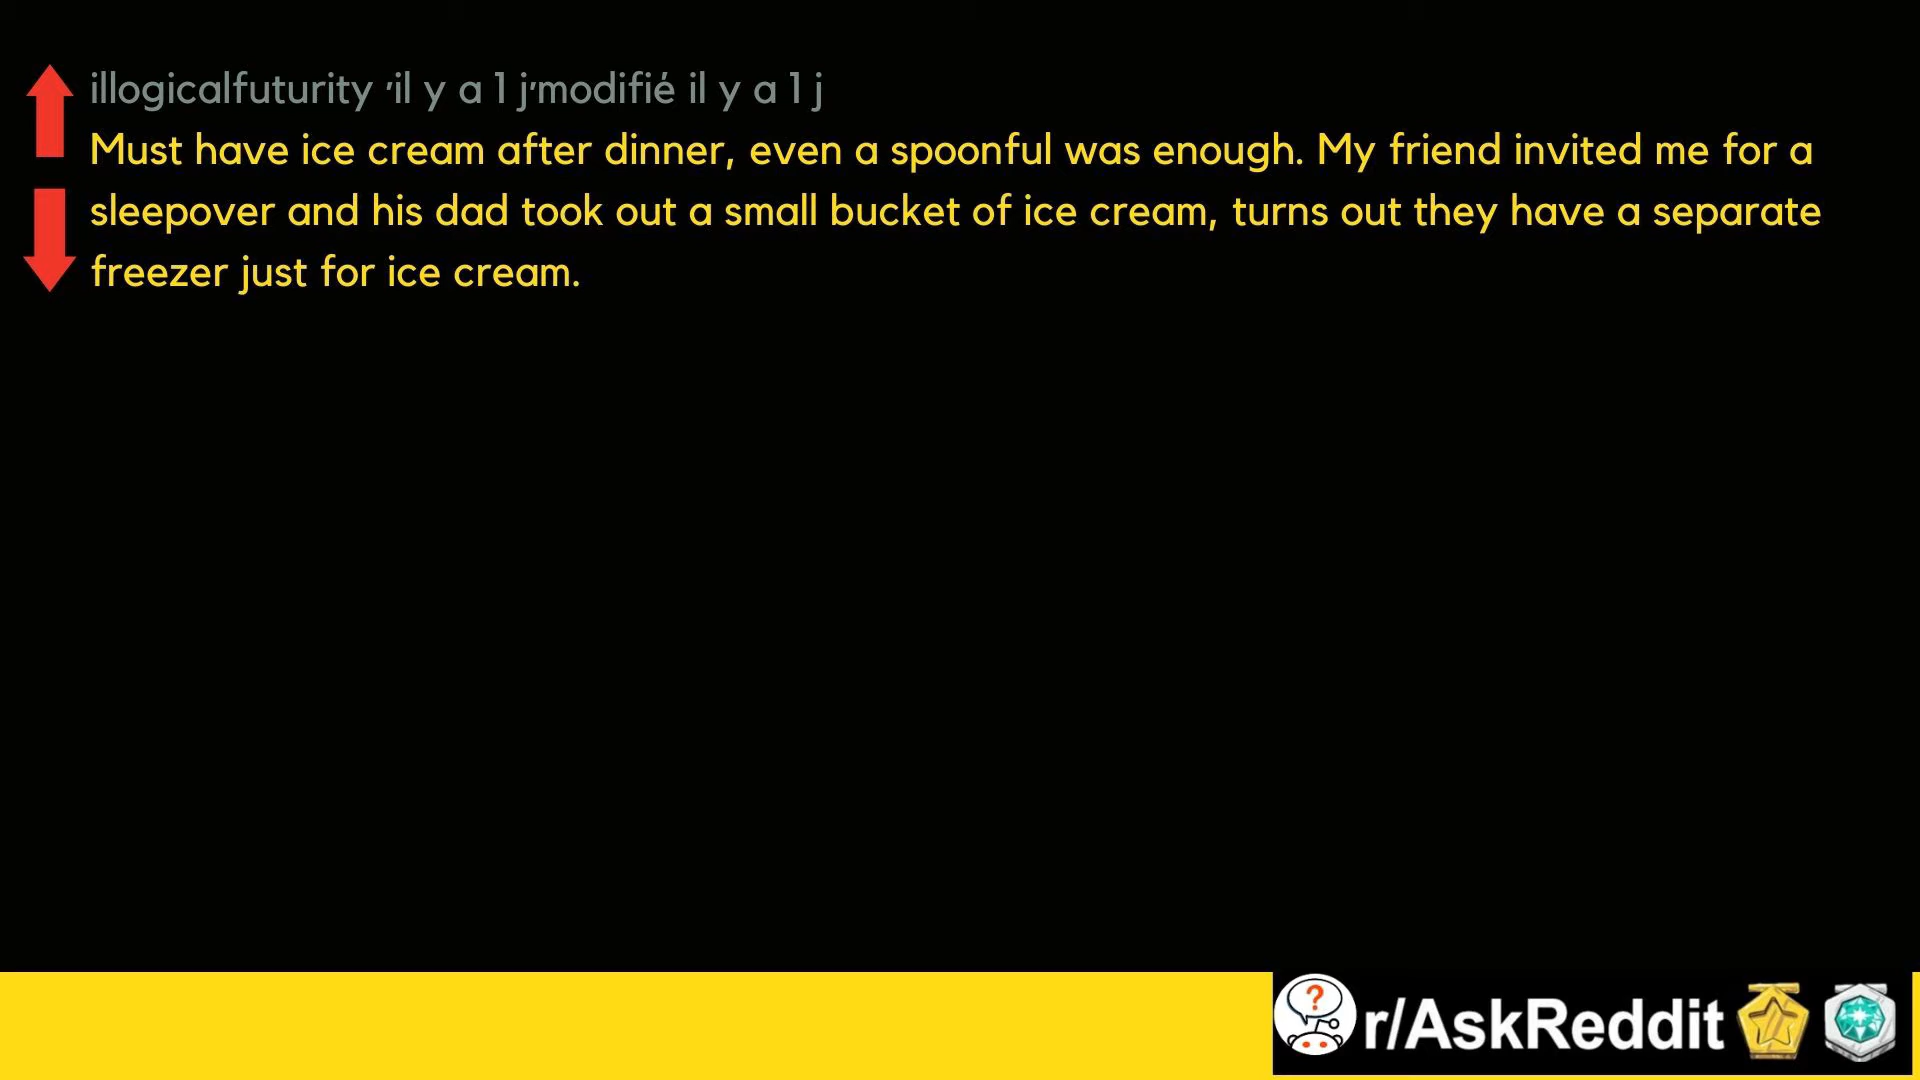 illogicalfuturity ·il y a 1 j·modifié il y a 1 j
Must have ice cream after dinner, even a spoonful was enough. My friend invited me for a
sleepover and his dad took out a small bucket of ice cream, turns out they have a separate
freezer just for ice cream.
?
r/AskReddit